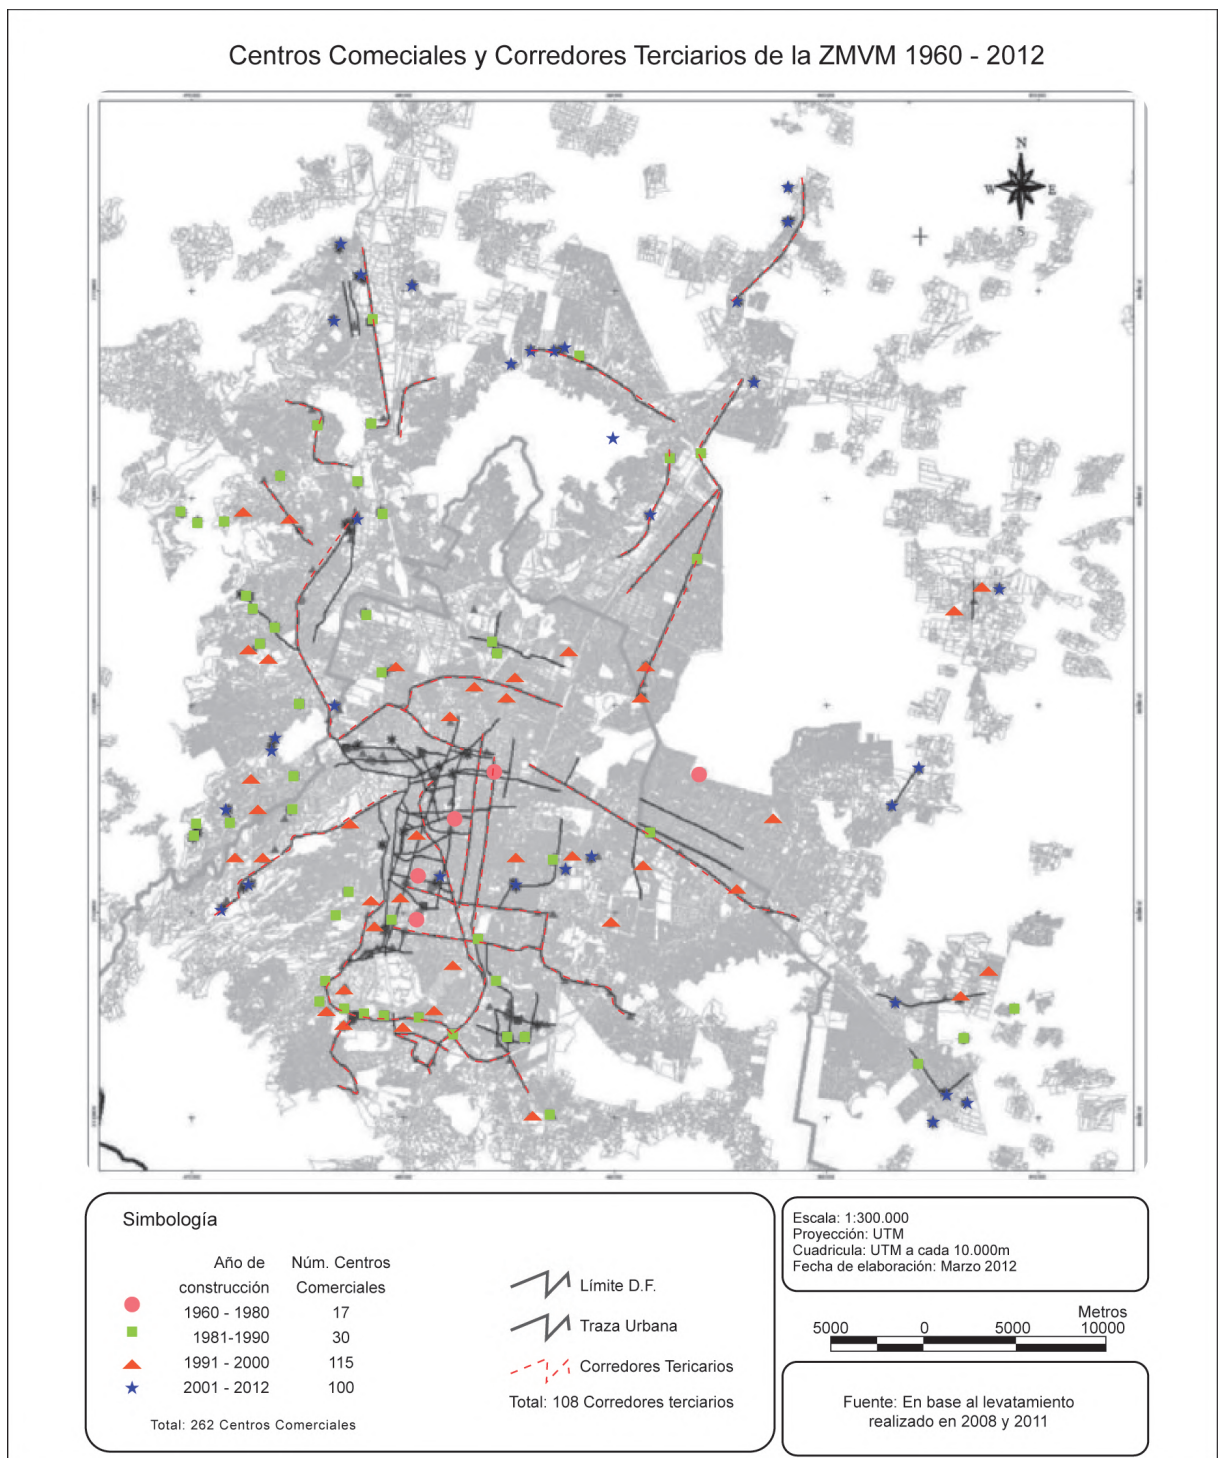 Centros Comeciales y Corredores Terciarios de la ZMVM 1960 - 2012
N
W E
S
Simbología
Año de construcción
Núm. Centros Comerciales
1960 - 1980 17
1981-1990 30
1991 - 2000 115
2001 - 2012 100
Total: 262 Centros Comerciales
Límite D.F.
Traza Urbana
Corredores Tericarios
Total: 108 Corredores terciarios
Escala: 1:300.000
Proyección: UTM
Cuadricula: UTM a cada 10.000m
Fecha de elaboración: Marzo 2012
Metros
5000 0 5000 10000
Fuente: En base al levatamiento
realizado en 2008 y 2011